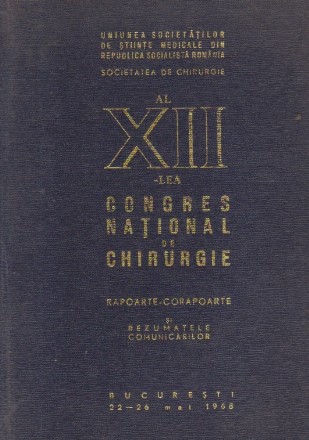 UNIUNEA SOCIETĂȚILOR
DE ȘTIINȚE MEDICALE DIN
REPUBLICA SOCIALISTĂ ROMÂNIA
SOCIETATEA DE CHIRURGIE
AL
XII
-LEA
CONGRES
NAȚIONAL
DE
CHIRURGIE
RAPOARTE-CORAPOARTE
ȘI
REZUMATELE
COMUNICĂRILOR
BUCUREȘTI
22—26 mai 1968